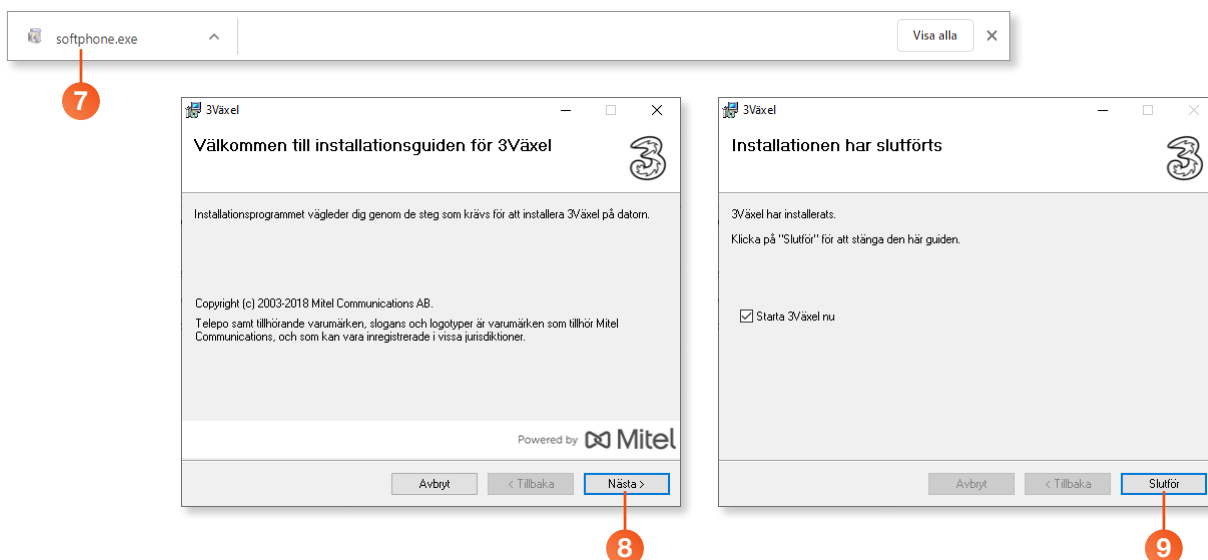 softphone.exe
Visa alla
7
3Växel
Välkommen till installationsguiden för 3Växel
Installationsprogrammet vägleder dig genom de steg som krävs för att installera 3Växel på datorn.
Copyright (c) 2003-2018 Mitel Communications AB.
Telepo samt tillhörande varumärken, slogans och logotyper är varumärken som tillhör Mitel
Communications, och som kan vara inregistrerade i vissa jurisdiktioner.
Powered by Mitel
Avbryt
< Tillbaka
Nästa >
8
3Växel
Installationen har slutförts
3Växel har installerats.
Klicka på "Slutför" för att stänga den här guiden.
Starta 3Växel nu
Avbryt
< Tillbaka
Slutför
9